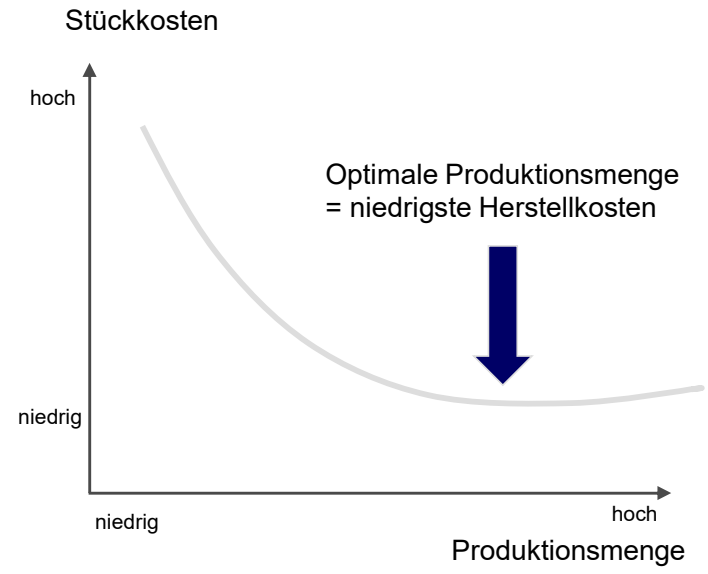 Stückkosten
hoch
Optimale Produktionsmenge
= niedrigste Herstellkosten
niedrig
niedrig
hoch
Produktionsmenge